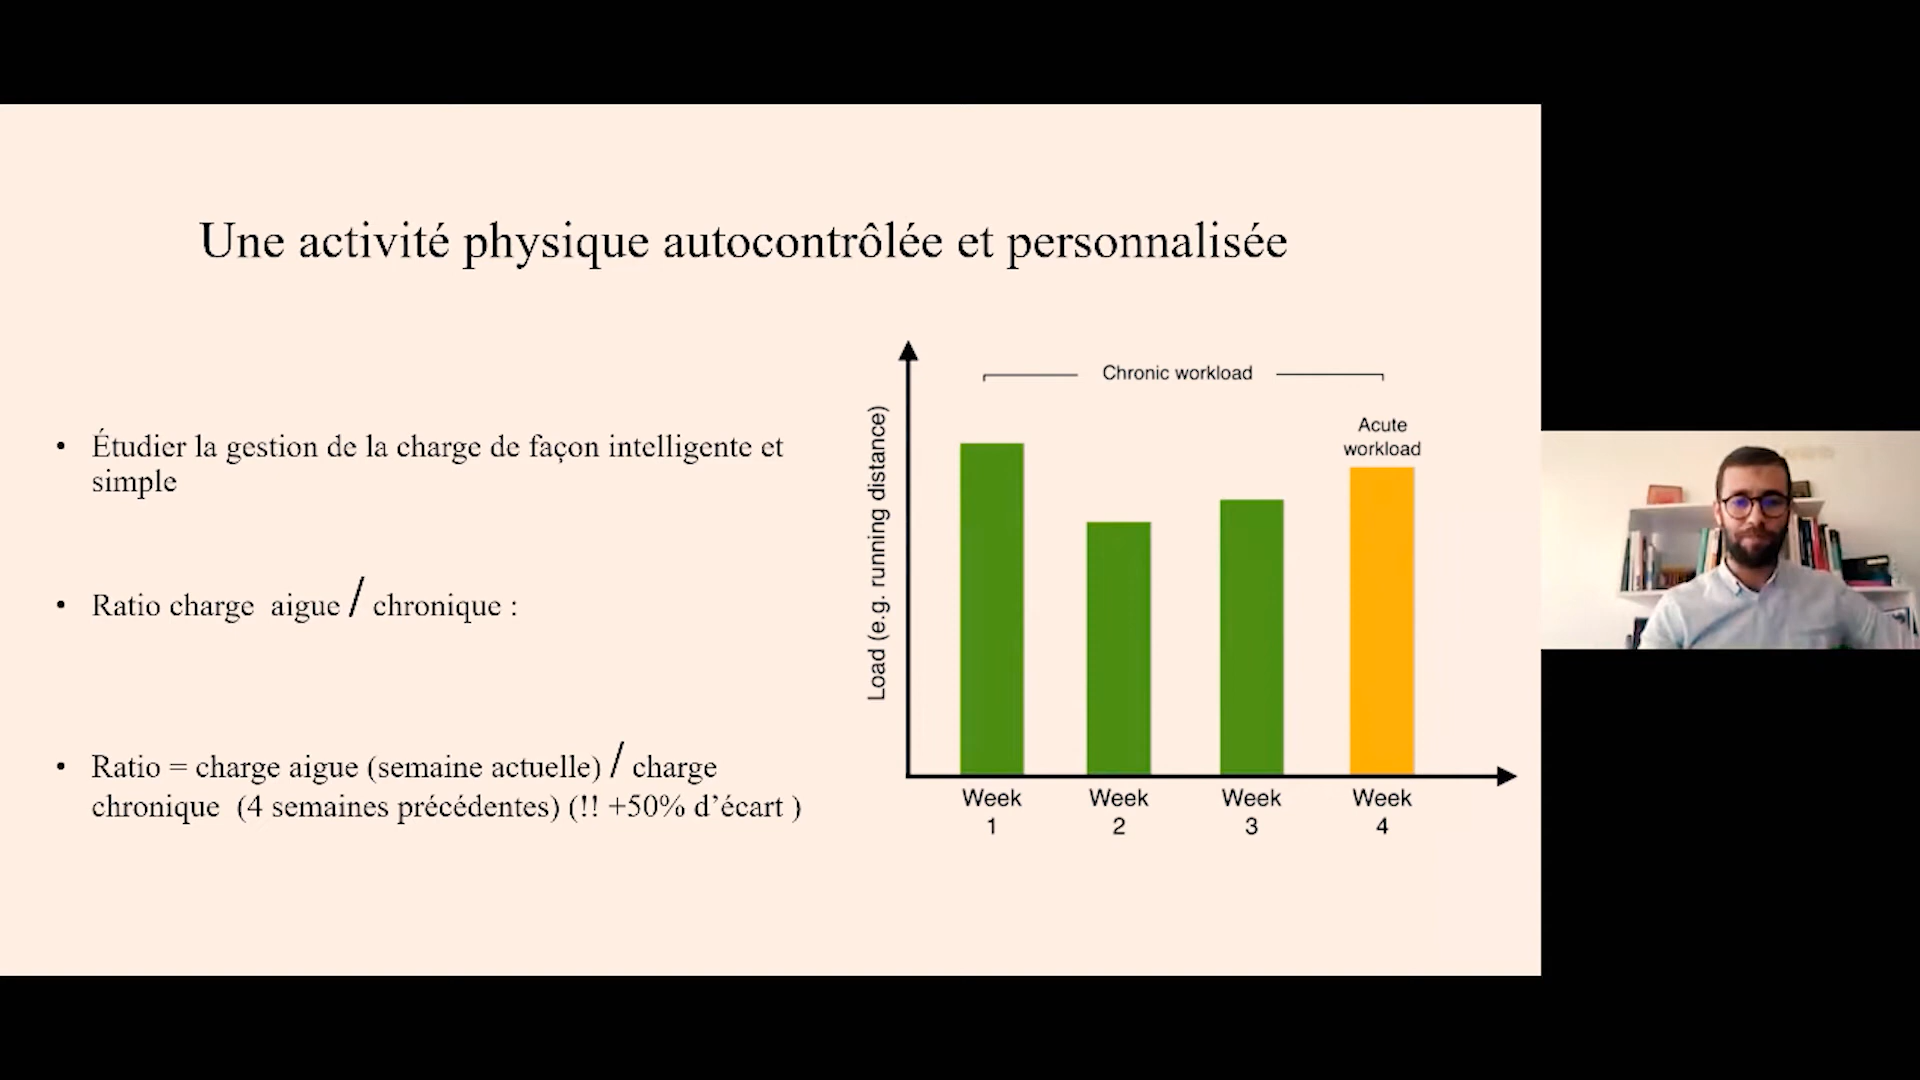 Une activité physique autocontrôlée et personnalisée
• Étudier la gestion de la charge de façon intelligente et
simple
• Ratio charge  aigue / chronique :
• Ratio = charge aigue (semaine actuelle) / charge
chronique  (4 semaines précédentes) (!! +50% d’écart )
Chronic workload
Acute
workload
Load (e.g. running distance)
Week
1
Week
2
Week
3
Week
4